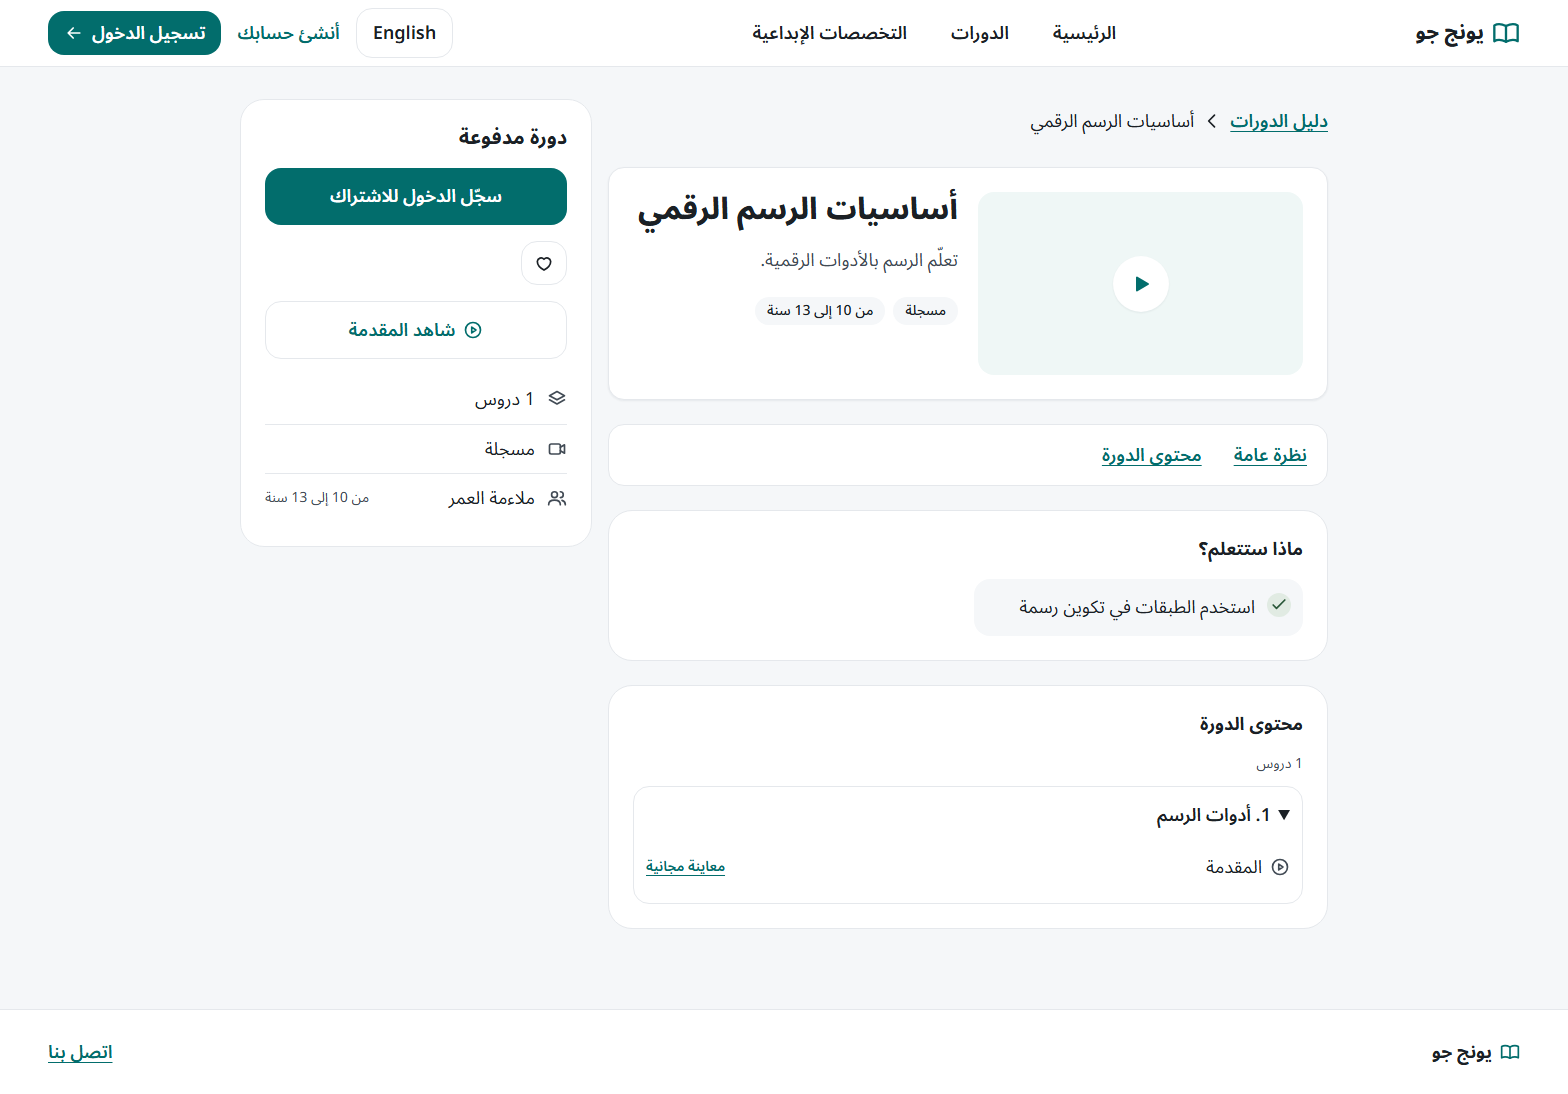 يونج جو
الرئيسية
الدورات
التخصصات الإبداعية
English
أنشئ حسابك
تسجيل الدخول ←
دليل الدورات
أساسيات الرسم الرقمي
أساسيات الرسم الرقمي
تعلّم الرسم بالأدوات الرقمية.
مسجلة
من 10 إلى 13 سنة
نظرة عامة
محتوى الدورة
ماذا ستتعلم؟
استخدم الطبقات في تكوين رسمة
محتوى الدورة
1 دروس
1. أدوات الرسم
المقدمة
معاينة مجانية
دورة مدفوعة
سجّل الدخول للاشتراك
شاهد المقدمة
1 دروس
مسجلة
ملاءمة العمر
من 10 إلى 13 سنة
يونج جو
اتصل بنا